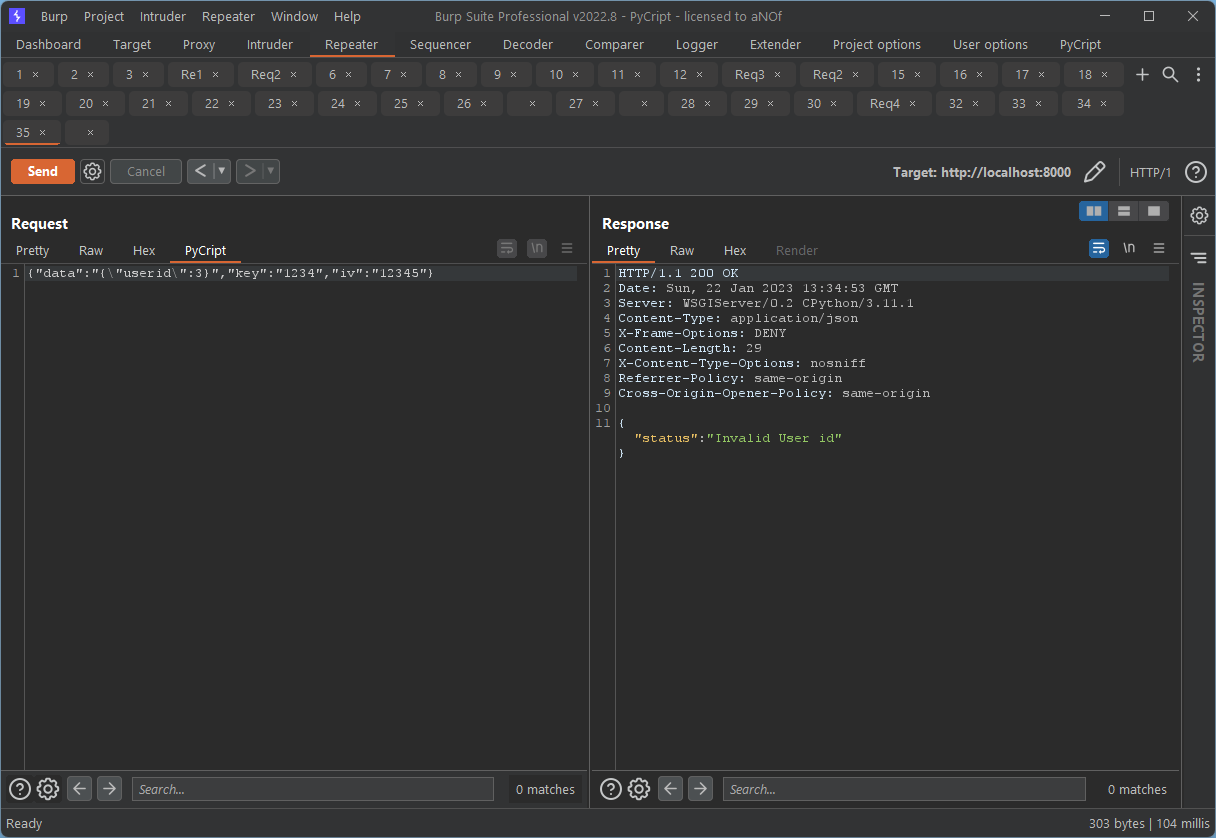 Burp Project Intruder Repeater Window Help Burp Suite Professional v2022.8 - PyCript - licensed to aNOf
Dashboard Target Proxy Intruder Repeater Sequencer Decoder Comparer Logger Extender Project options User options PyCript
1 × 2 × 3 × Re1 × Req2 × 6 × 7 × 8 × 9 × 10 × 11 × 12 × Req3 × Req2 × 15 × 16 × 17 × 18 ×
19 × 20 × 21 × 22 × 23 × 24 × 25 × 26 × × 27 × × 28 × 29 × 30 × Req4 × 32 × 33 × 34 ×
35 × ×
Send Cancel < ▼ > ▼ Target: http://localhost:8000 HTTP/1 ?
Request
Pretty Raw Hex PyCript \n
1 {"data":"{\"userid\":3}","key":"1234","iv":"12345"}
? Search... 0 matches
Response
Pretty Raw Hex Render \n
1 HTTP/1.1 200 OK
2 Date: Sun, 22 Jan 2023 13:34:53 GMT
3 Server: WSGIServer/0.2 CPython/3.11.1
4 Content-Type: application/json
5 X-Frame-Options: DENY
6 Content-Length: 29
7 X-Content-Type-Options: nosniff
8 Referrer-Policy: same-origin
9 Cross-Origin-Opener-Policy: same-origin
10
11 {
"status":"Invalid User id"
}
? Search... 0 matches
INSPECTOR
Ready 303 bytes | 104 millis